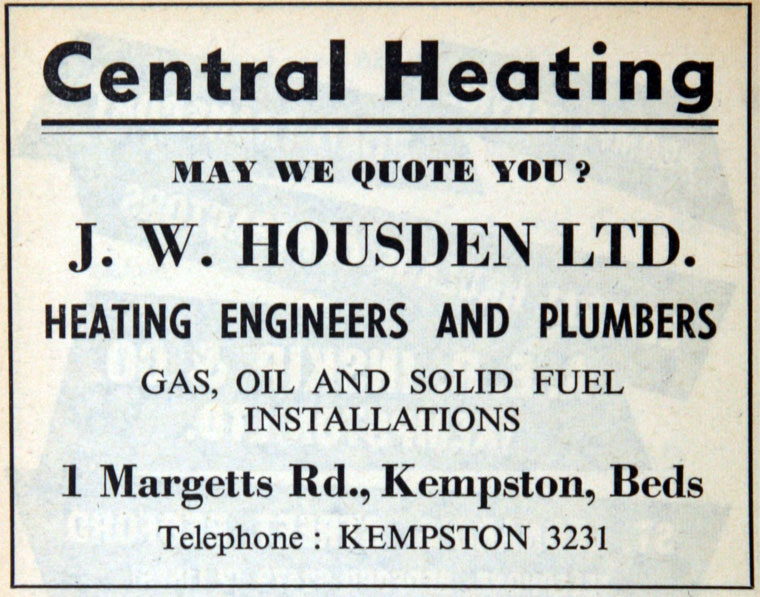 Central Heating
MAY WE QUOTE YOU ?
J. W. HOUSDEN LTD.
HEATING ENGINEERS AND PLUMBERS
GAS, OIL AND SOLID FUEL
INSTALLATIONS
1 Margetts Rd., Kempston, Beds
Telephone : KEMPSTON 3231